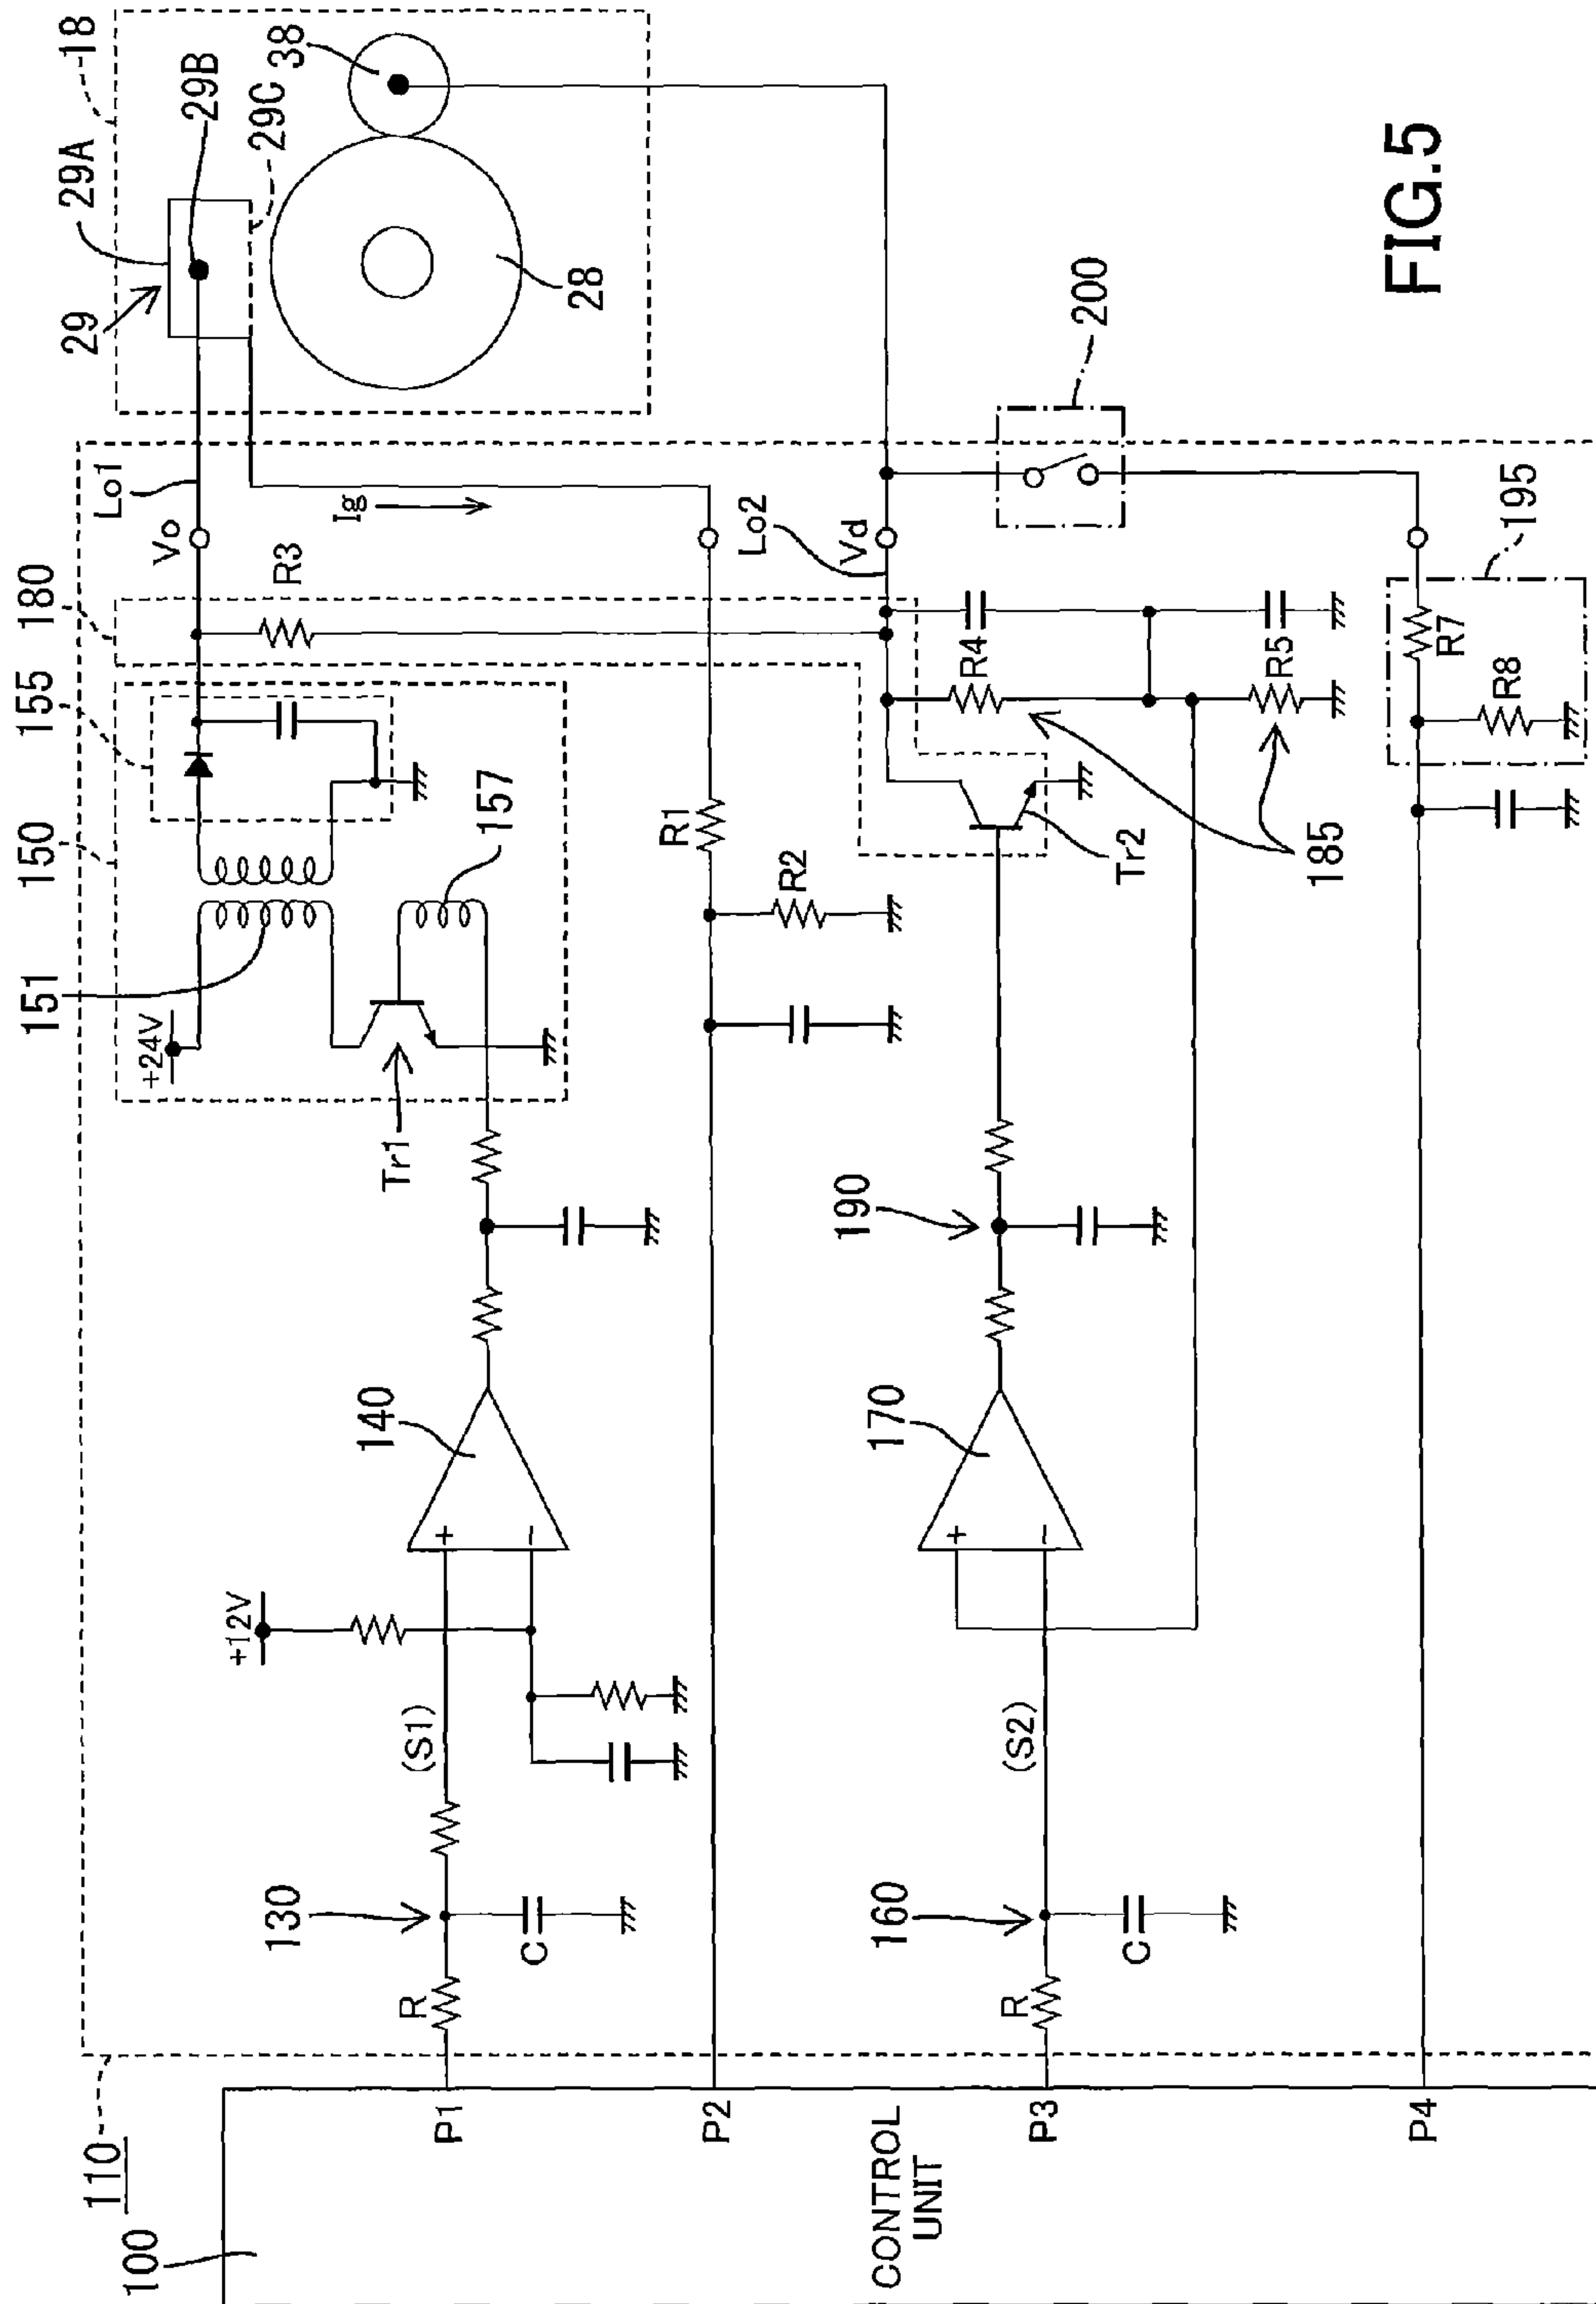 110
100
CONTROL
UNIT
P1
P2
P3
P4
130
R
C
(S1)
+12V
+
−
140
+24V
151
Tr1
150
157
155
180
Lo1
Vo
R3
Ig
R1
R2
29
29A
29B
29C
18
38
28
160
R
C
(S2)
+
−
170
190
Tr2
185
R4
R5
Lo2
Vd
200
195
R7
R8
FIG.5